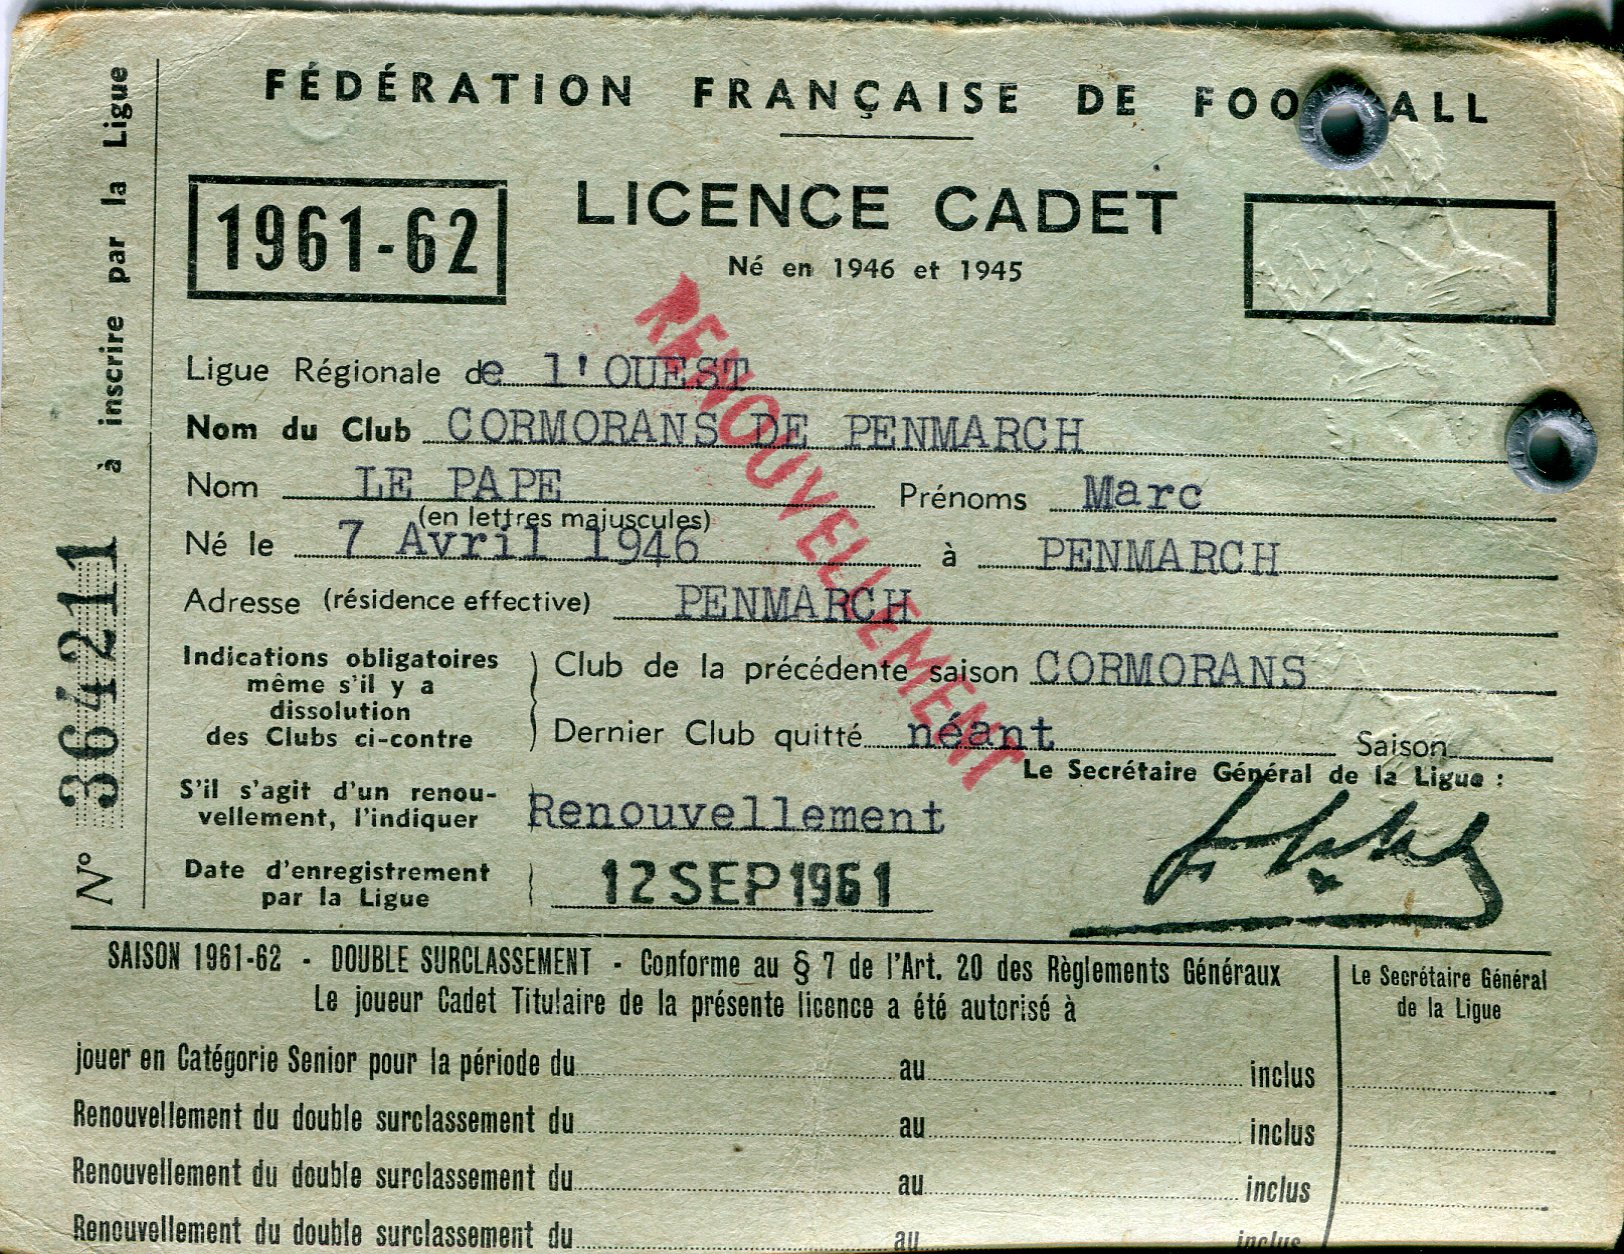 FÉDÉRATION FRANÇAISE DE FOO ALL
1961-62
LICENCE CADET
Né en 1946 et 1945
Ligue Régionale de l'OUEST
Nom du Club CORMORANS DE PENMARCH
Nom LE PAPE Prénoms Marc
(en lettres majuscules)
Né le 7 Avril 1946 à PENMARCH
Adresse (résidence effective) PENMARCH
Indications obligatoires
même s'il y a
dissolution
des Clubs ci-contre
Club de la précédente saison CORMORANS
Dernier Club quitté néant Saison
Le Secrétaire Général de la Ligue :
S'il s'agit d'un renou-
vellement, l'indiquer
Renouvellement
Date d'enregistrement
par la Ligue
12 SEP 1961
RENOUVELLEMENT
N° 364211 à inscrire par la Ligue
SAISON 1961-62 - DOUBLE SURCLASSEMENT - Conforme au § 7 de l'Art. 20 des Règlements Généraux
Le joueur Cadet Titulaire de la présente licence a été autorisé à
Le Secrétaire Général
de la Ligue
jouer en Catégorie Senior pour la période du au inclus
Renouvellement du double surclassement du au inclus
Renouvellement du double surclassement du au inclus
Renouvellement du double surclassement du au inclus